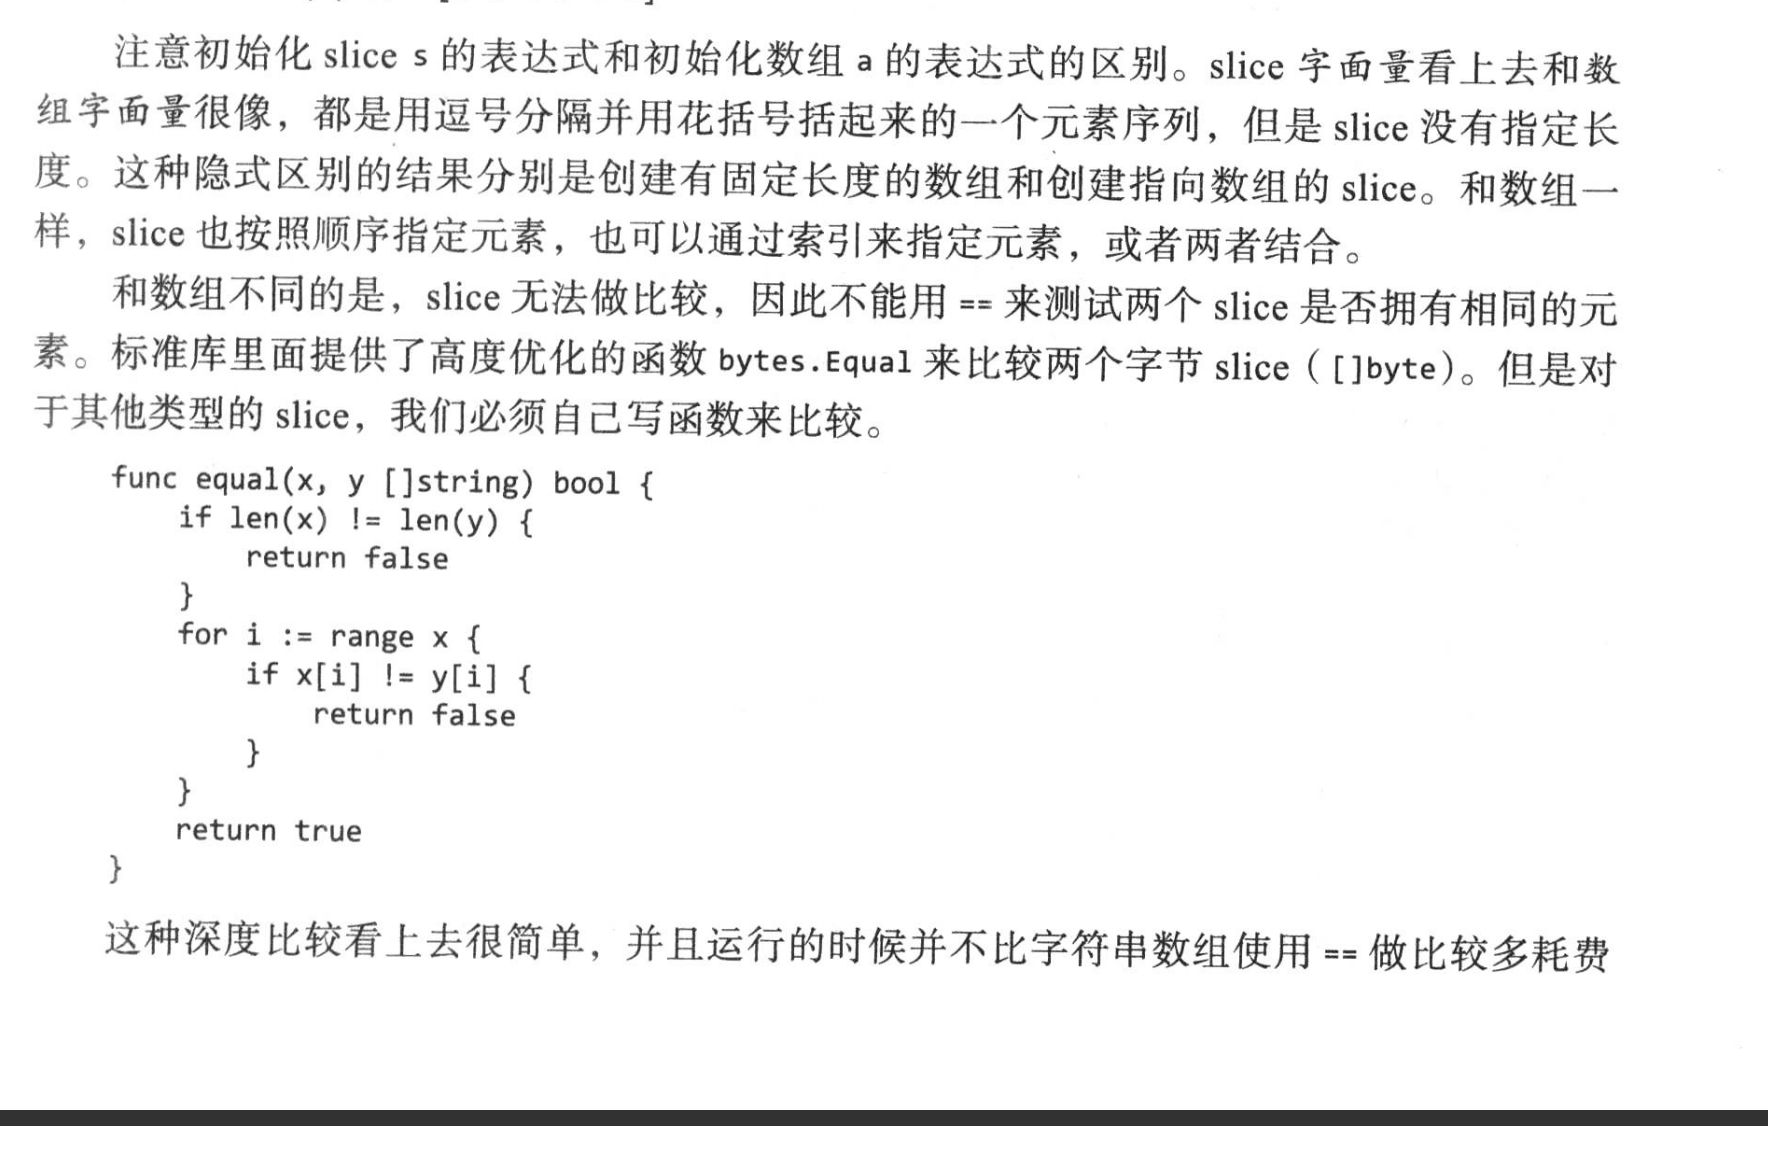 注意初始化 slice s 的表达式和初始化数组 a 的表达式的区别。slice 字面量看上去和数
组字面量很像，都是用逗号分隔并用花括号括起来的一个元素序列，但是 slice 没有指定长
度。这种隐式区别的结果分别是创建有固定长度的数组和创建指向数组的 slice。和数组一
样，slice 也按照顺序指定元素，也可以通过索引来指定元素，或者两者结合。
和数组不同的是，slice 无法做比较，因此不能用 == 来测试两个 slice 是否拥有相同的元
素。标准库里面提供了高度优化的函数 bytes.Equal 来比较两个字节 slice（[]byte）。但是对
于其他类型的 slice，我们必须自己写函数来比较。
func equal(x, y []string) bool {
    if len(x) != len(y) {
        return false
    }
    for i := range x {
        if x[i] != y[i] {
            return false
        }
    }
    return true
}
这种深度比较看上去很简单，并且运行的时候并不比字符串数组使用 == 做比较多耗费